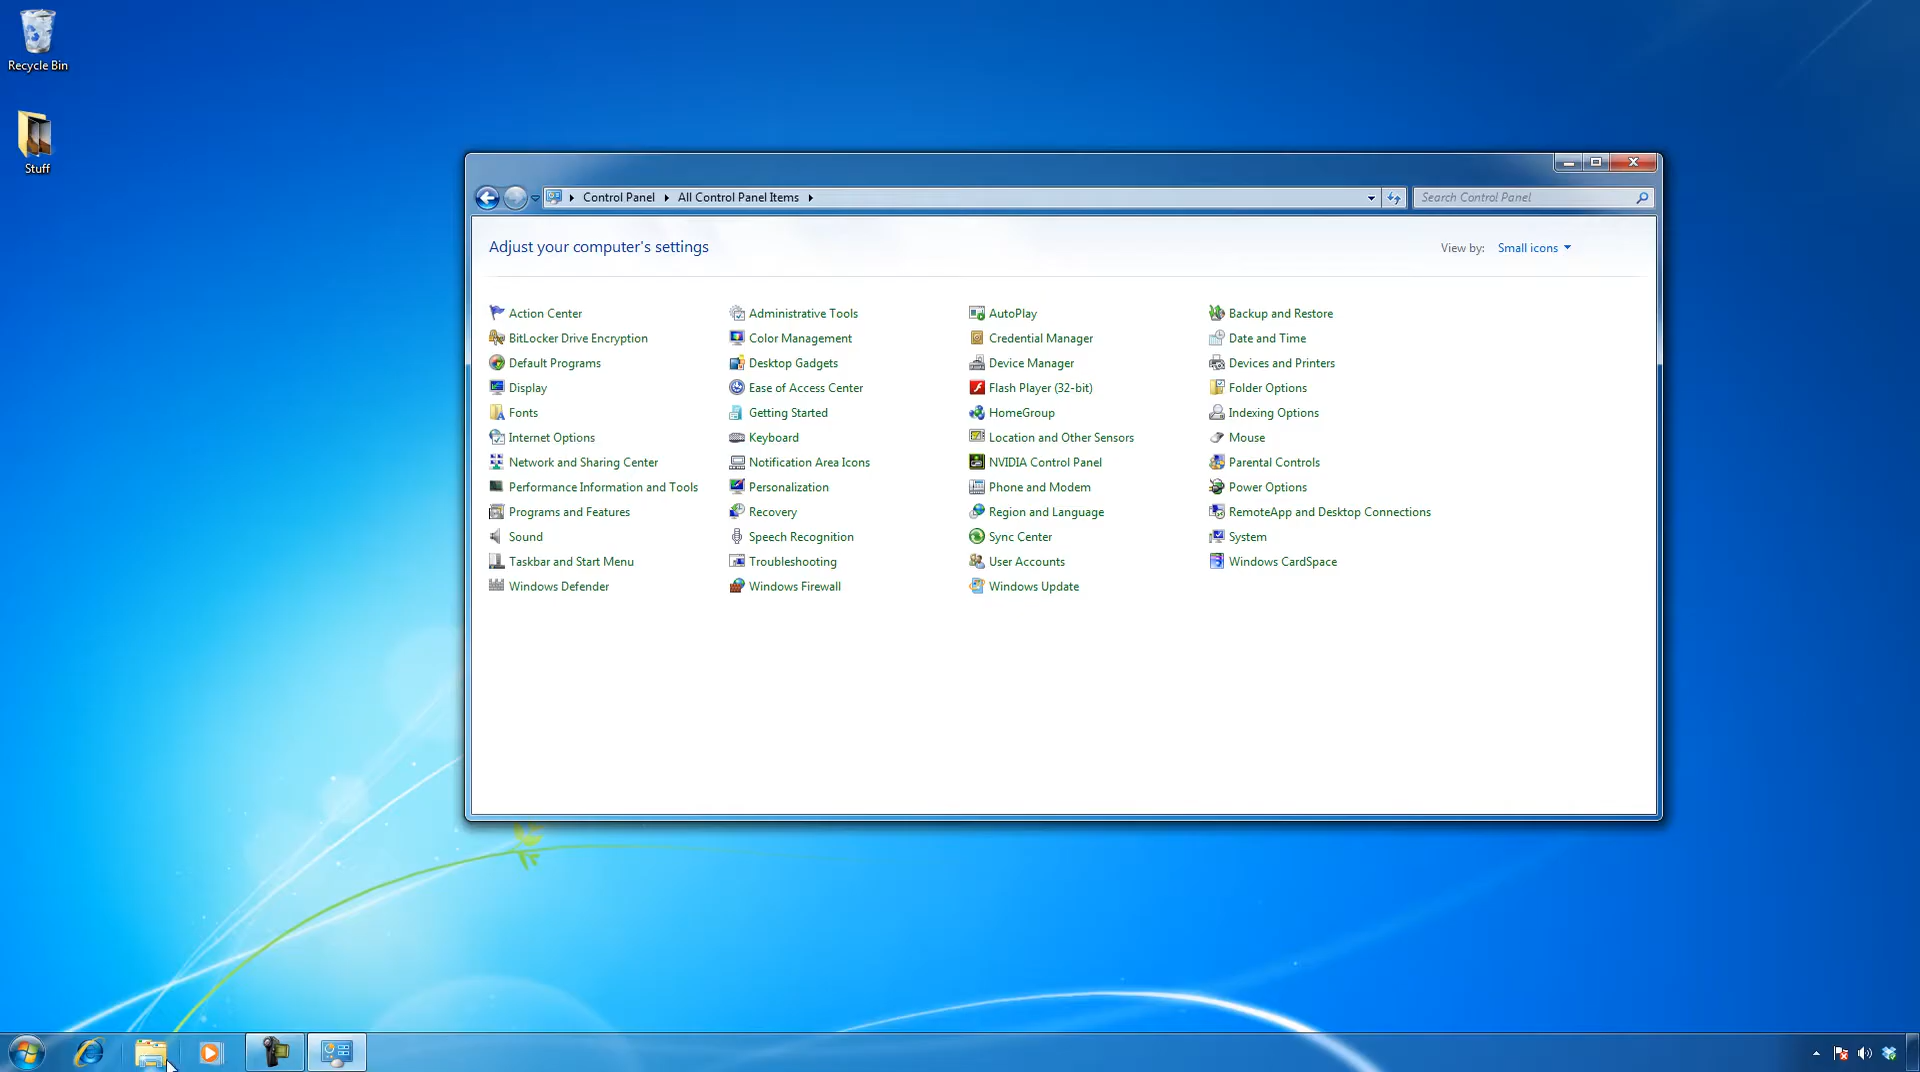 Recycle Bin
Stuff
Control Panel All Control Panel Items
Search Control Panel
Adjust your computer's settings
View by: Small icons
Action Center Administrative Tools AutoPlay Backup and Restore
BitLocker Drive Encryption Color Management Credential Manager Date and Time
Default Programs Desktop Gadgets Device Manager Devices and Printers
Display Ease of Access Center Flash Player (32-bit) Folder Options
Fonts Getting Started HomeGroup Indexing Options
Internet Options Keyboard Location and Other Sensors Mouse
Network and Sharing Center Notification Area Icons NVIDIA Control Panel Parental Controls
Performance Information and Tools Personalization Phone and Modem Power Options
Programs and Features Recovery Region and Language RemoteApp and Desktop Connections
Sound Speech Recognition Sync Center System
Taskbar and Start Menu Troubleshooting User Accounts Windows CardSpace
Windows Defender Windows Firewall Windows Update